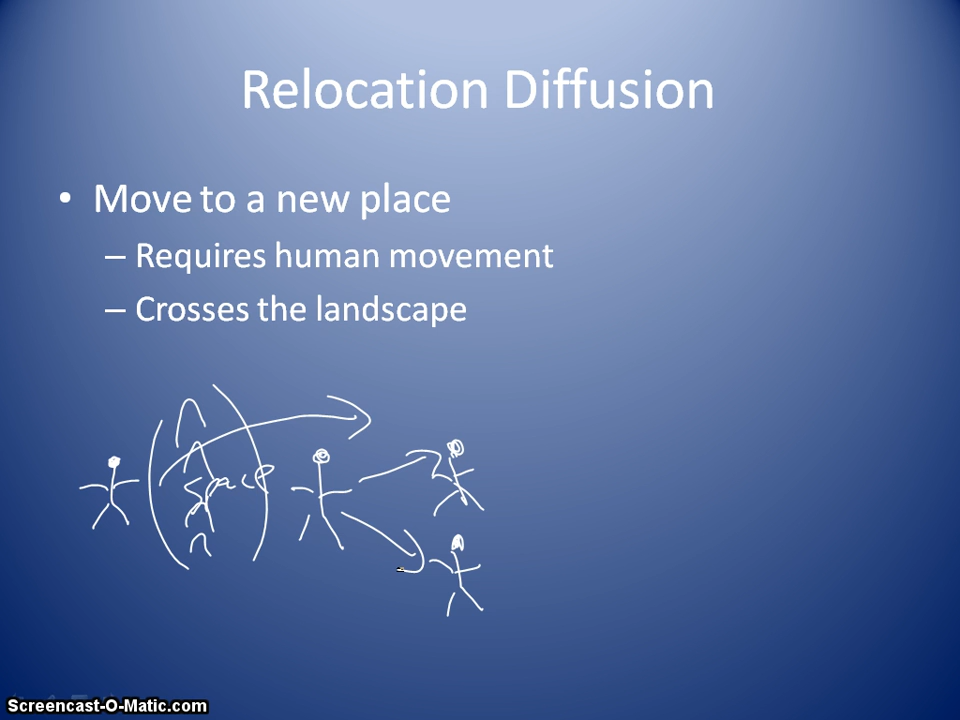 Relocation Diffusion
• Move to a new place
– Requires human movement
– Crosses the landscape
space
Screencast-O-Matic.com